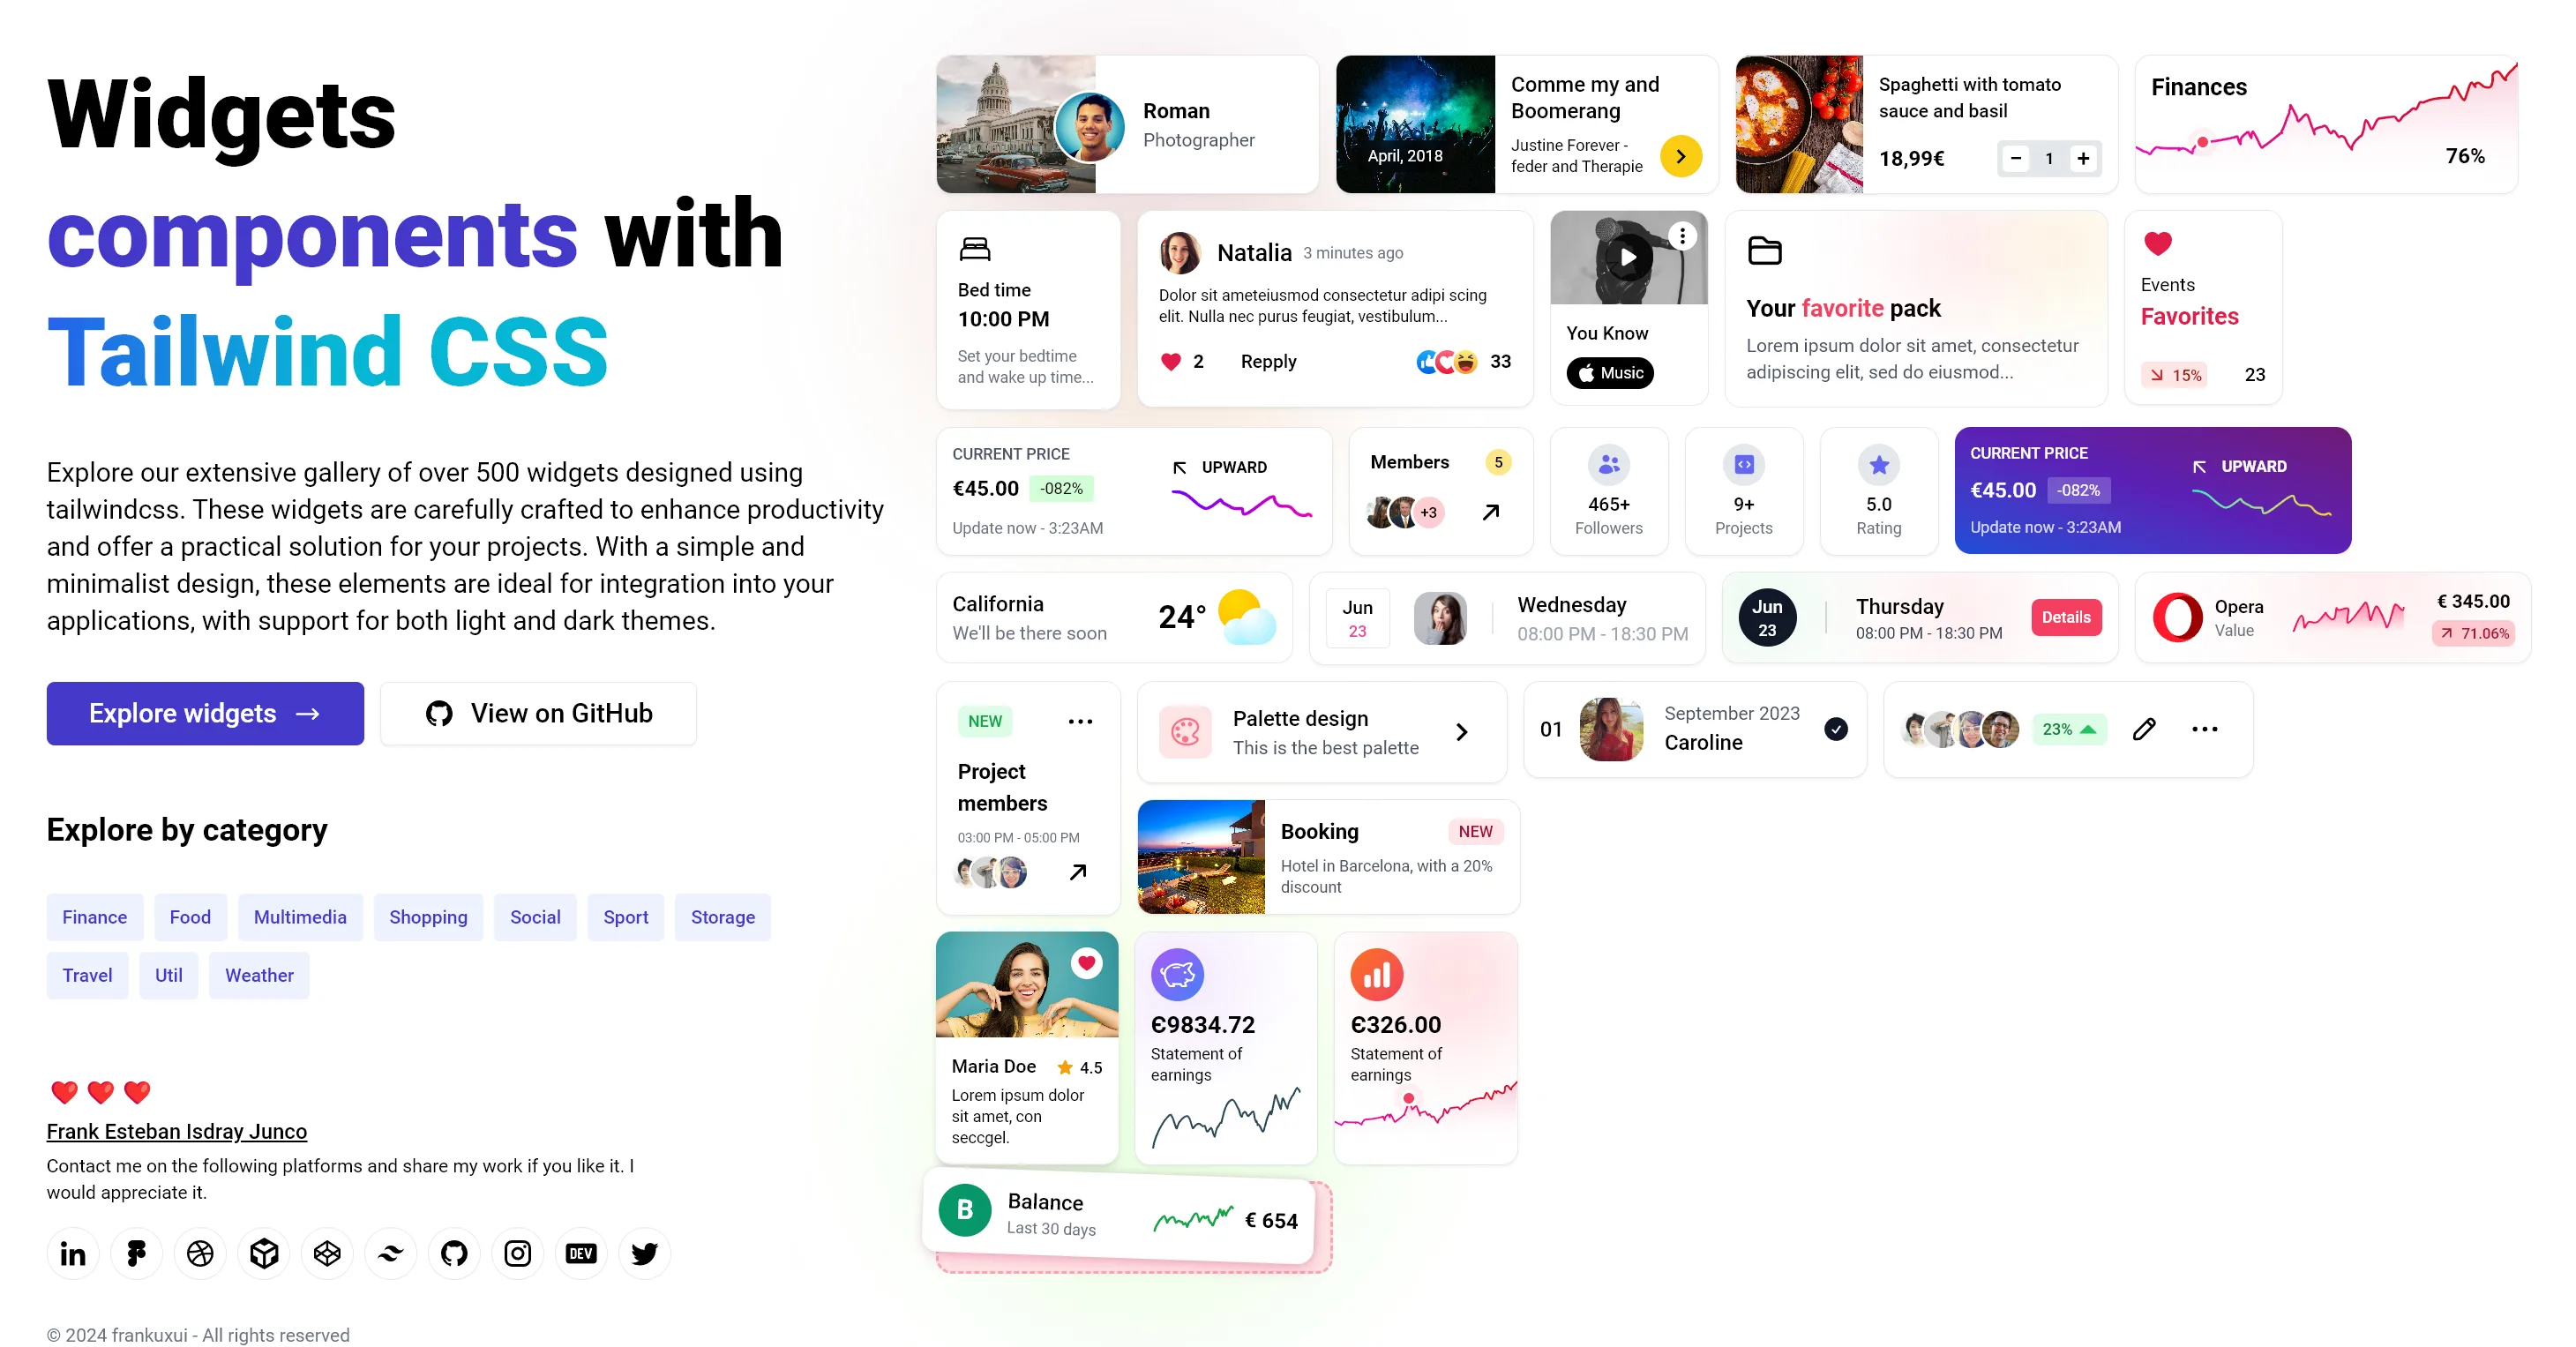 Widgets
components with
Tailwind CSS
Explore our extensive gallery of over 500 widgets designed using
tailwindcss. These widgets are carefully crafted to enhance productivity
and offer a practical solution for your projects. With a simple and
minimalist design, these elements are ideal for integration into your
applications, with support for both light and dark themes.
Explore widgets
View on GitHub
Explore by category
Finance
Food
Multimedia
Shopping
Social
Sport
Storage
Travel
Util
Weather
Frank Esteban Isdray Junco
Contact me on the following platforms and share my work if you like it. I
would appreciate it.
in
DEV
© 2024 frankuxui - All rights reserved
Roman
Photographer
April, 2018
Comme my and
Boomerang
Justine Forever -
feder and Therapie
Spaghetti with tomato
sauce and basil
18,99€
− 1 +
Finances
76%
Bed time
10:00 PM
Set your bedtime
and wake up time...
Natalia 3 minutes ago
Dolor sit ameteiusmod consectetur adipi scing
elit. Nulla nec purus feugiat, vestibulum...
2
Repply
33
You Know
Music
Your favorite pack
Lorem ipsum dolor sit amet, consectetur
adipiscing elit, sed do eiusmod...
Events
Favorites
15%
23
CURRENT PRICE
€45.00 -082%
Update now - 3:23AM
UPWARD
Members
5
+3
465+
Followers
9+
Projects
5.0
Rating
CURRENT PRICE
€45.00 -082%
Update now - 3:23AM
UPWARD
California
We'll be there soon
24°
Jun
23
Wednesday
08:00 PM - 18:30 PM
Jun
23
Thursday
08:00 PM - 18:30 PM
Details
Opera
Value
€ 345.00
71.06%
NEW
Project
members
03:00 PM - 05:00 PM
Palette design
This is the best palette
01
September 2023
Caroline
23%
Booking
NEW
Hotel in Barcelona, with a 20%
discount
Maria Doe
4.5
Lorem ipsum dolor
sit amet, con
seccgel.
€9834.72
Statement of
earnings
€326.00
Statement of
earnings
B
Balance
Last 30 days
€ 654